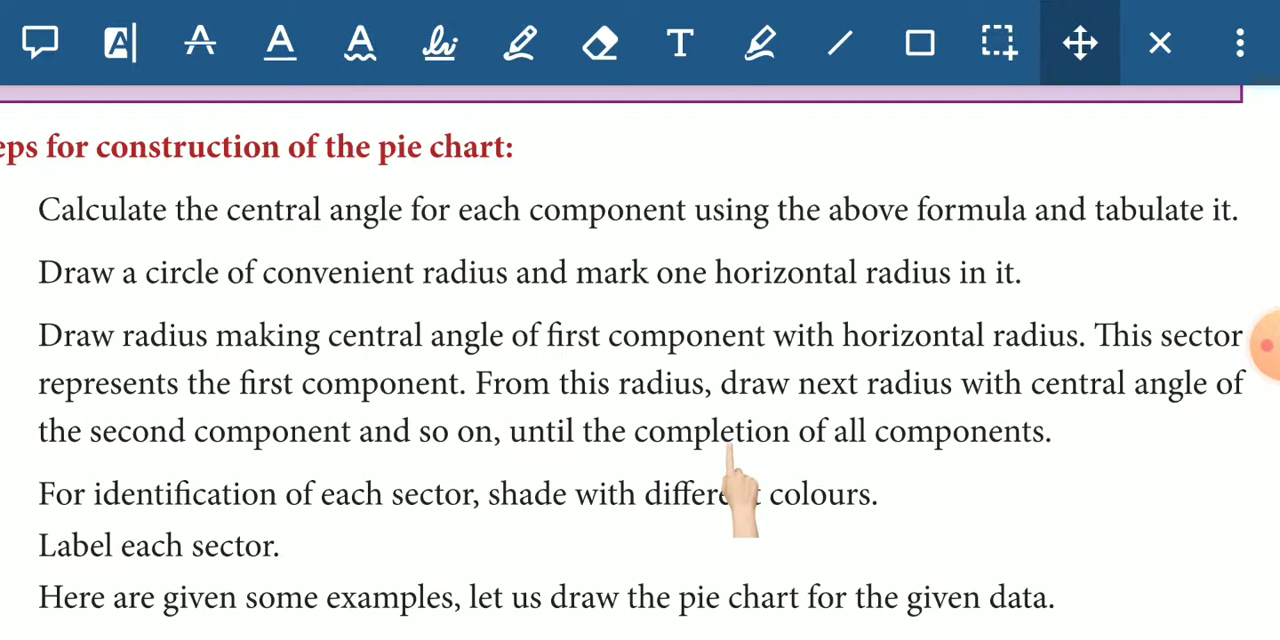 eps for construction of the pie chart:
Calculate the central angle for each component using the above formula and tabulate it.
Draw a circle of convenient radius and mark one horizontal radius in it.
Draw radius making central angle of first component with horizontal radius. This sector
represents the first component. From this radius, draw next radius with central angle of
the second component and so on, until the completion of all components.
For identification of each sector, shade with different colours.
Label each sector.
Here are given some examples, let us draw the pie chart for the given data.